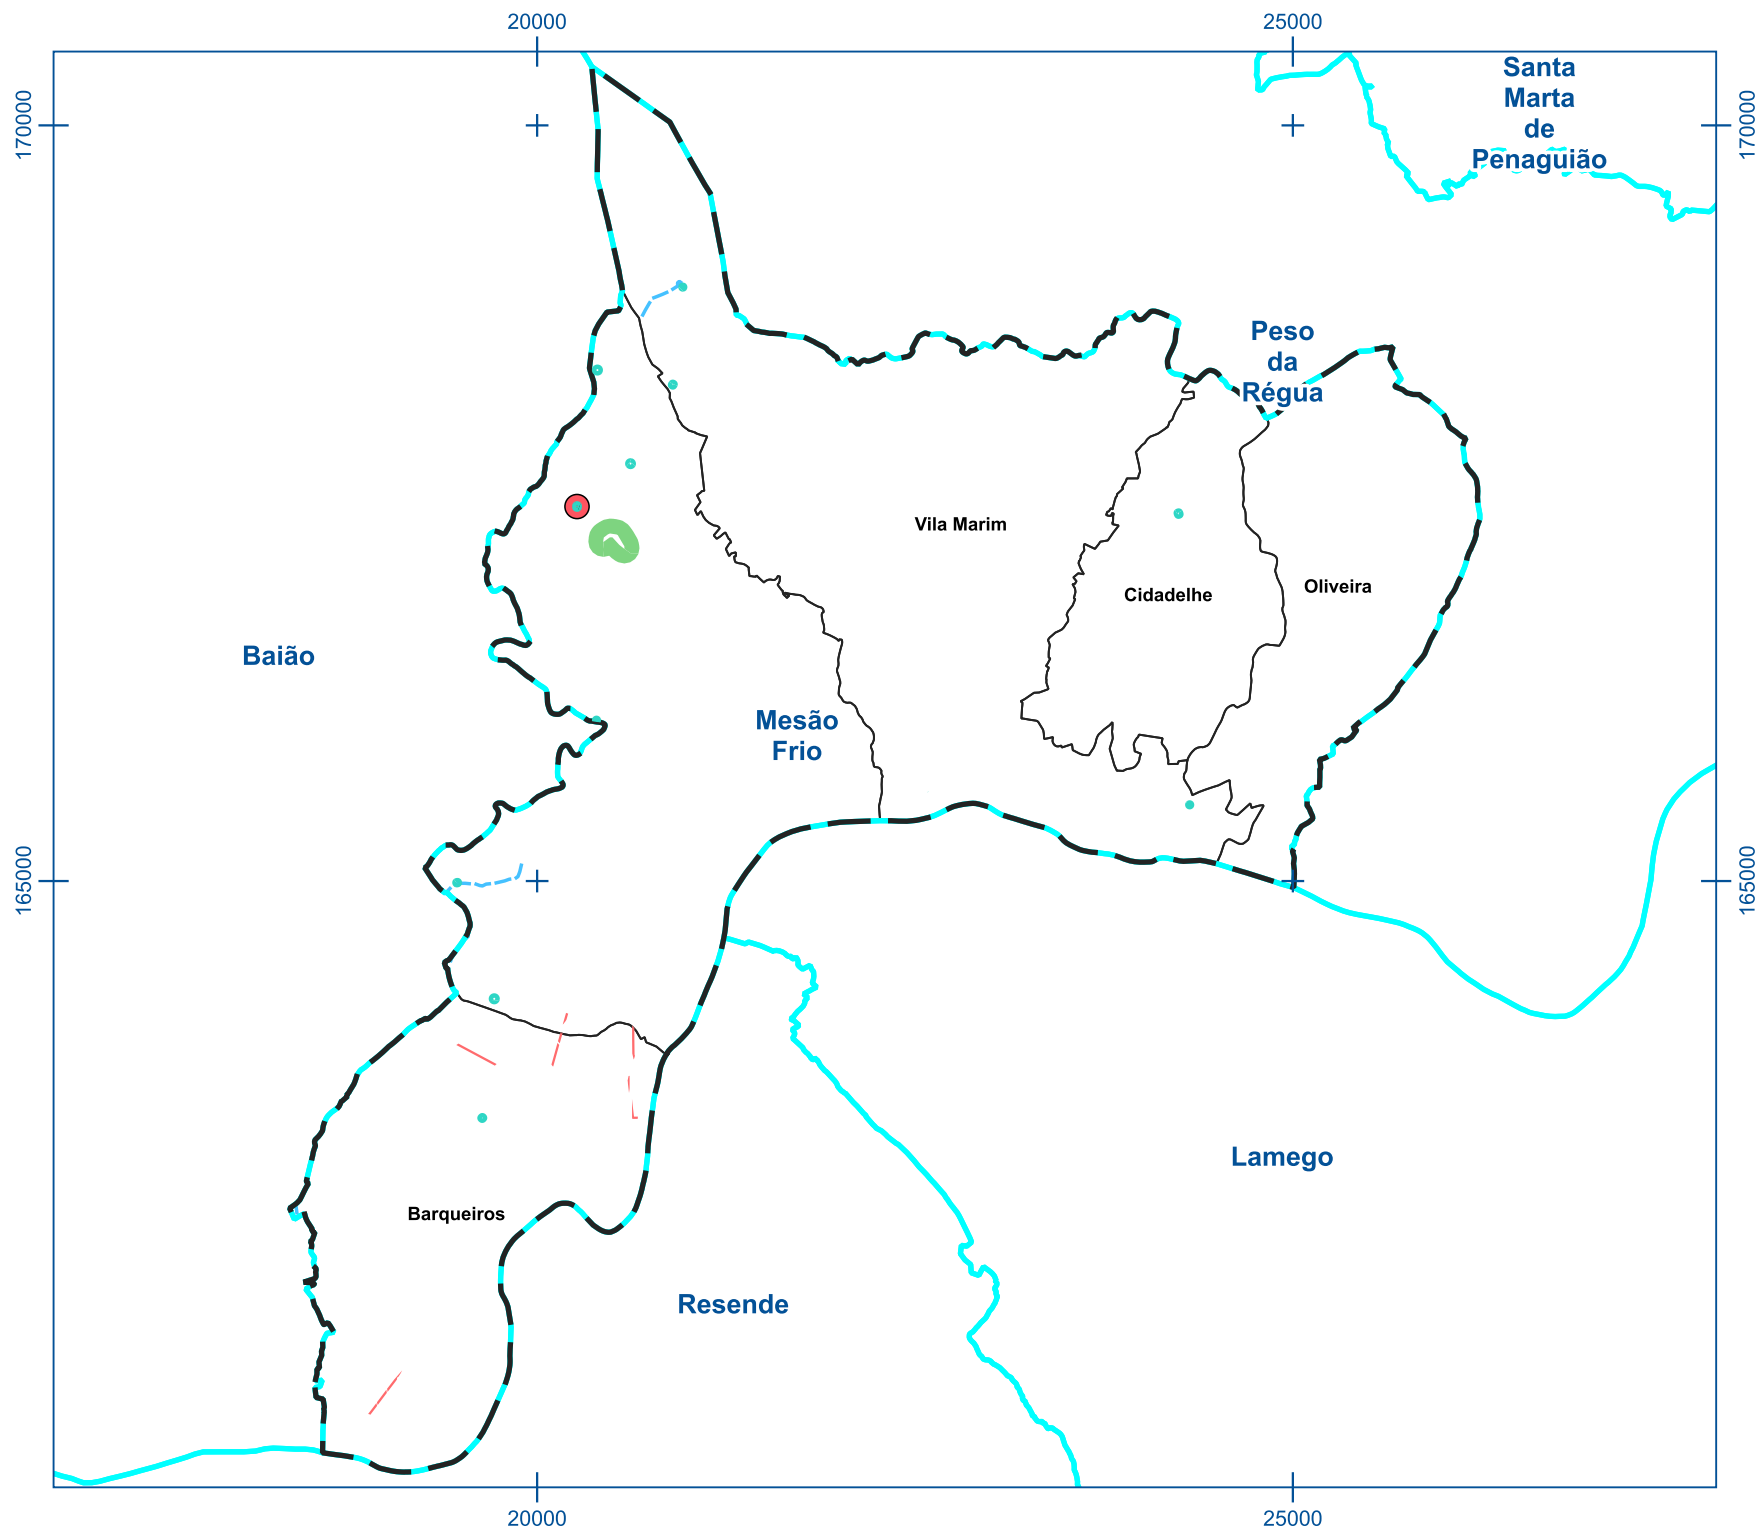 20000
25000
Santa
Marta
de
Penaguião
170000
170000
Peso
da
Régua
Vila Marim
Cidadelhe
Oliveira
Baião
Mesão
Frio
165000
165000
Lamego
Barqueiros
Resende
20000
25000